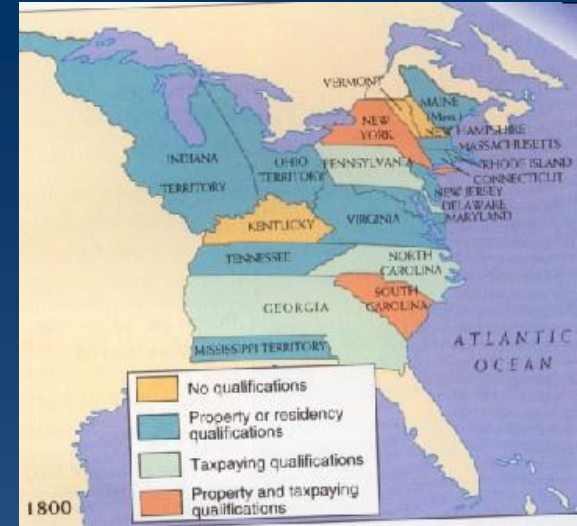 VERMONT
MAINE
(Mass.)
NEW
YORK
NEW HAMPSHIRE
MASSACHUSETTS
RHODE ISLAND
CONNECTICUT
INDIANA
TERRITORY
OHIO
TERRITORY
PENNSYLVANIA
NEW JERSEY
DELAWARE
MARYLAND
KENTUCKY
VIRGINIA
TENNESSEE
NORTH
CAROLINA
SOUTH
CAROLINA
GEORGIA
MISSISSIPPI TERRITORY
ATLANTIC
OCEAN
No qualifications
Property or residency
qualifications
Taxpaying qualifications
Property and taxpaying
qualifications
1800